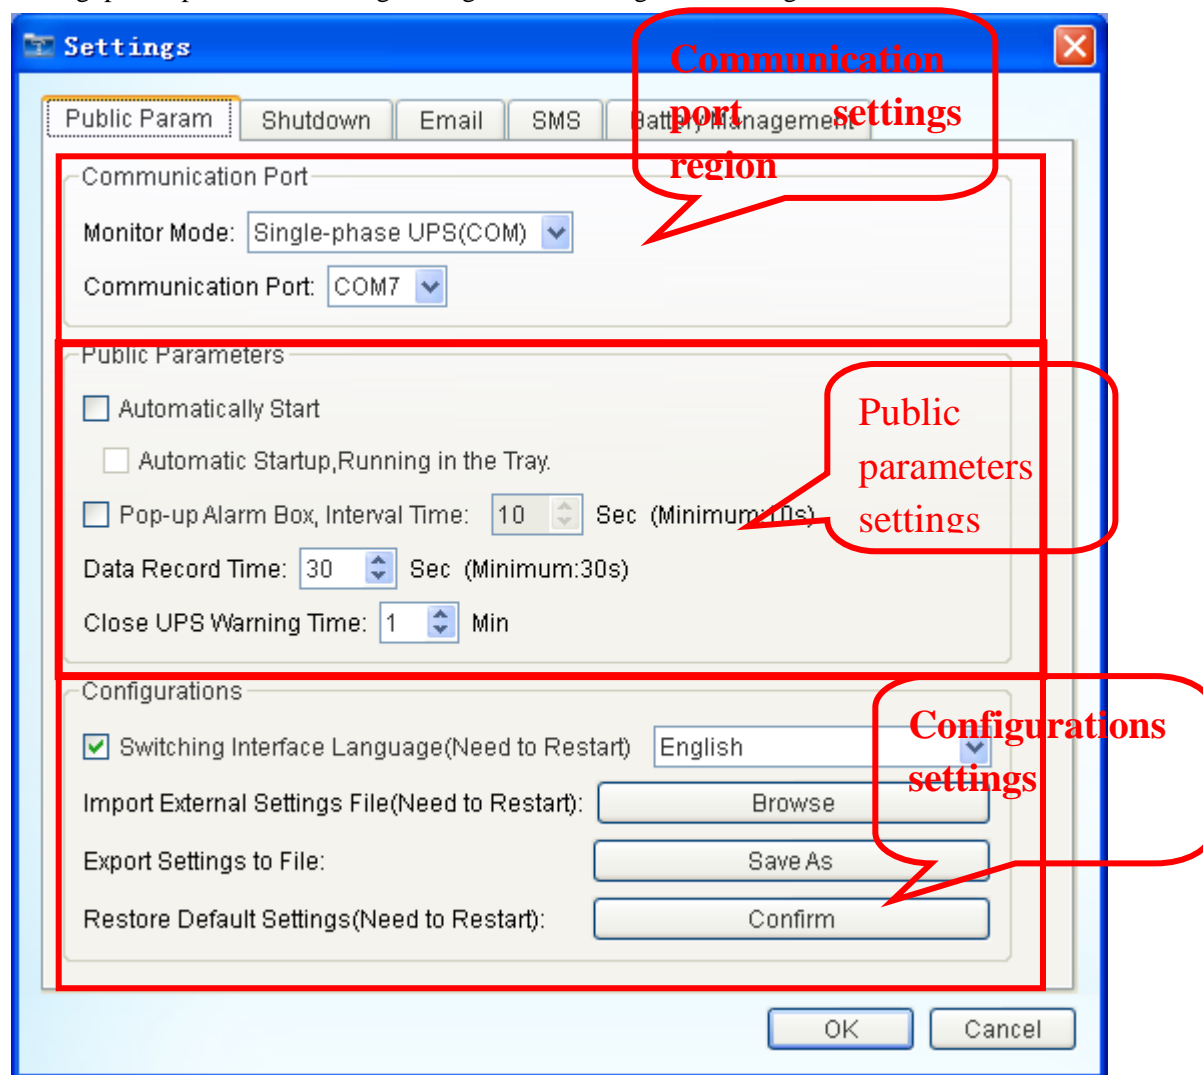 Settings
Communication
port settings
region
Public Param Shutdown Email SMS Battery Management
Communication Port
Monitor Mode: Single-phase UPS(COM)
Communication Port: COM7
Public Parameters
Automatically Start
Automatic Startup,Running in the Tray.
Pop-up Alarm Box, Interval Time: 10 Sec (Minimum:10s)
Data Record Time: 30 Sec (Minimum:30s)
Close UPS Warning Time: 1 Min
Public
parameters
settings
Configurations
Switching Interface Language(Need to Restart) English
Import External Settings File(Need to Restart): Browse
Export Settings to File: Save As
Restore Default Settings(Need to Restart): Confirm
Configurations
settings
OK Cancel